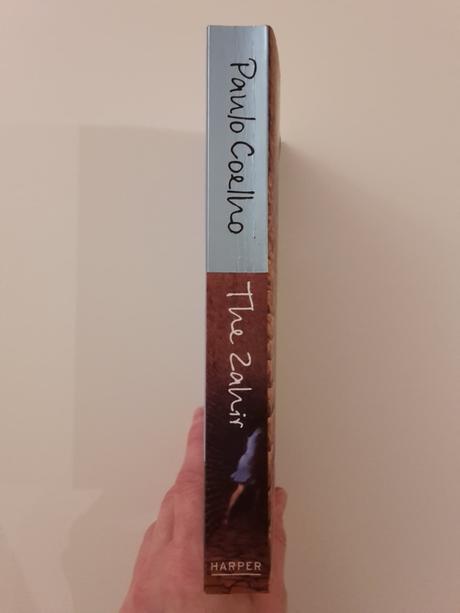 Paulo Coelho
The Zahir
HARPER